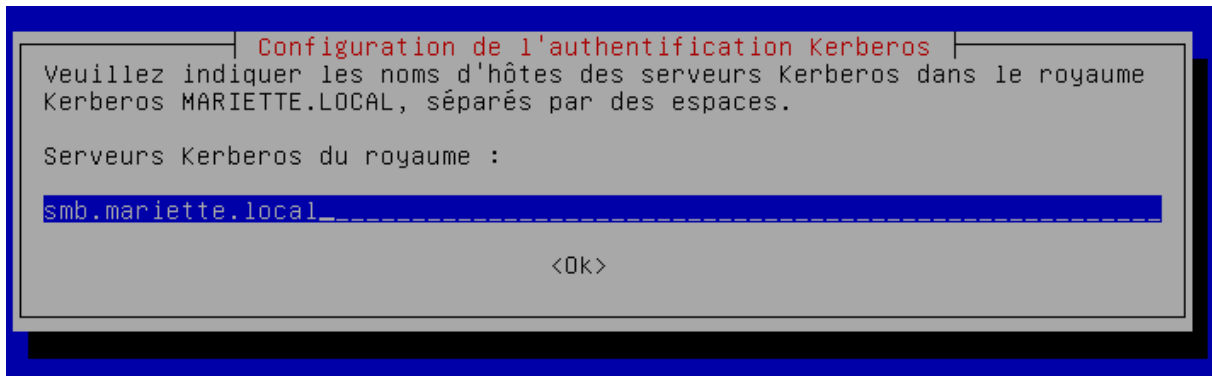 Configuration de l'authentification Kerberos
Veuillez indiquer les noms d'hôtes des serveurs Kerberos dans le royaume
Kerberos MARIETTE.LOCAL, séparés par des espaces.
Serveurs Kerberos du royaume :
smb.mariette.local
<Ok>